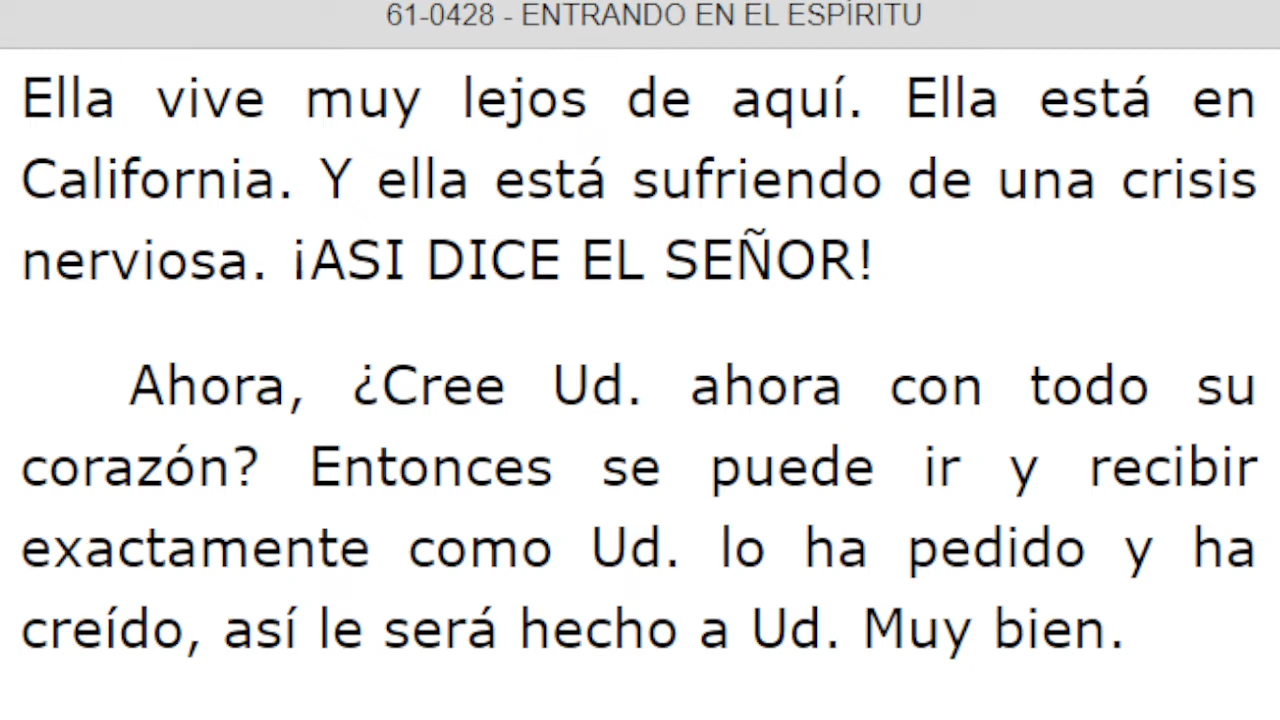 61-0428 - ENTRANDO EN EL ESPÍRITU
Ella vive muy lejos de aquí. Ella está en
California. Y ella está sufriendo de una crisis
nerviosa. ¡ASI DICE EL SEÑOR!
Ahora, ¿Cree Ud. ahora con todo su
corazón? Entonces se puede ir y recibir
exactamente como Ud. lo ha pedido y ha
creído, así le será hecho a Ud. Muy bien.